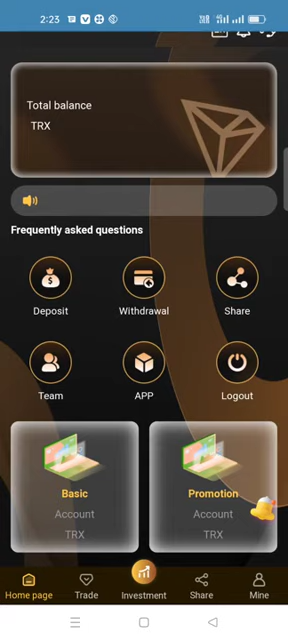 2:23
Total balance
TRX
Frequently asked questions
Deposit Withdrawal Share
Team APP Logout
Basic Promotion
Account Account
TRX TRX
Home page Trade Investment Share Mine